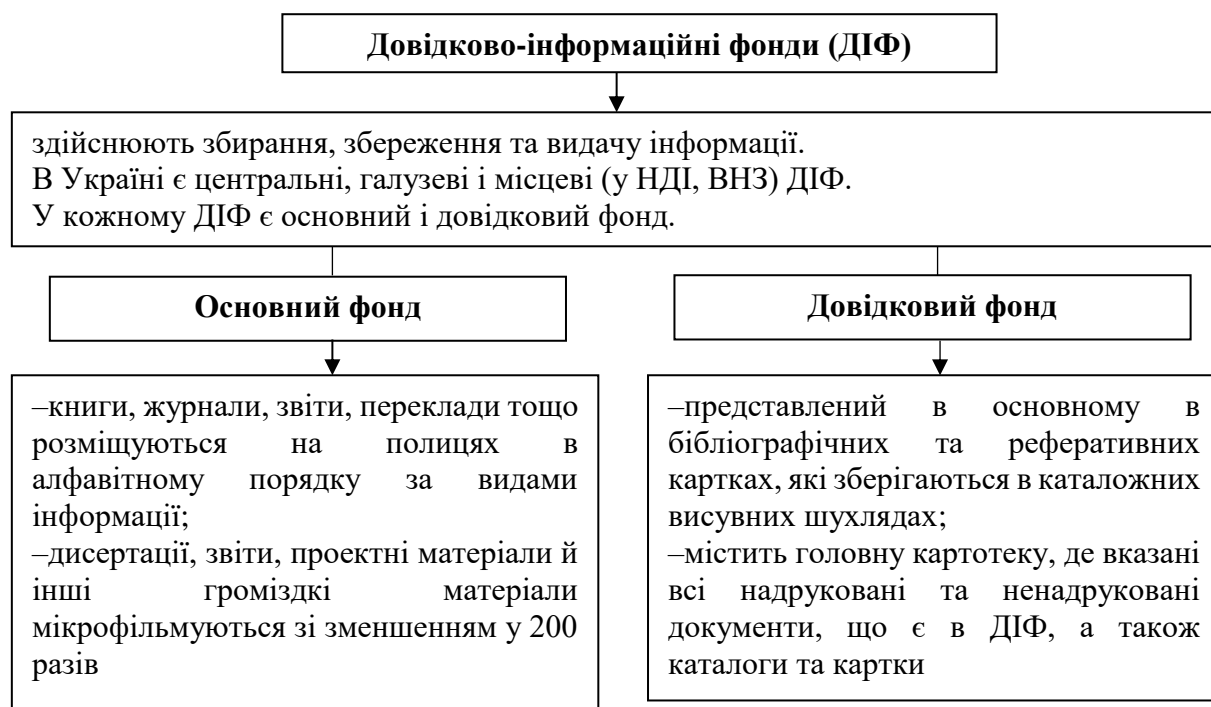 Довідково-інформаційні фонди (ДІФ)
здійснюють збирання, збереження та видачу інформації.
В Україні є центральні, галузеві і місцеві (у НДІ, ВНЗ) ДІФ.
У кожному ДІФ є основний і довідковий фонд.
Основний фонд
–книги, журнали, звіти, переклади тощо
розміщуються на полицях в
алфавітному порядку за видами
інформації;
–дисертації, звіти, проектні матеріали й
інші громіздкі матеріали
мікрофільмуються зі зменшенням у 200
разів
Довідковий фонд
–представлений в основному в
бібліографічних та реферативних
картках, які зберігаються в каталожних
висувних шухлядах;
–містить головну картотеку, де вказані
всі надруковані та ненадруковані
документи, що є в ДІФ, а також
каталоги та картки